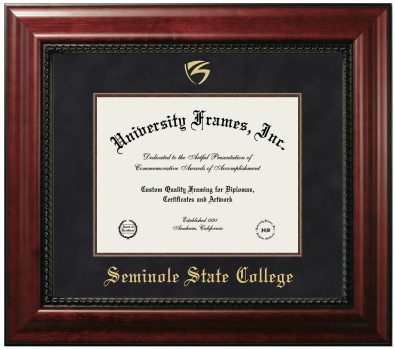 University Frames, Inc.
Dedicated to the Artful Presentation of
Commemorative Awards of Accomplishment
Custom Quality Framing for Diplomas,
Certificates and Artwork
Established 1991
Anaheim, California
Seminole State College